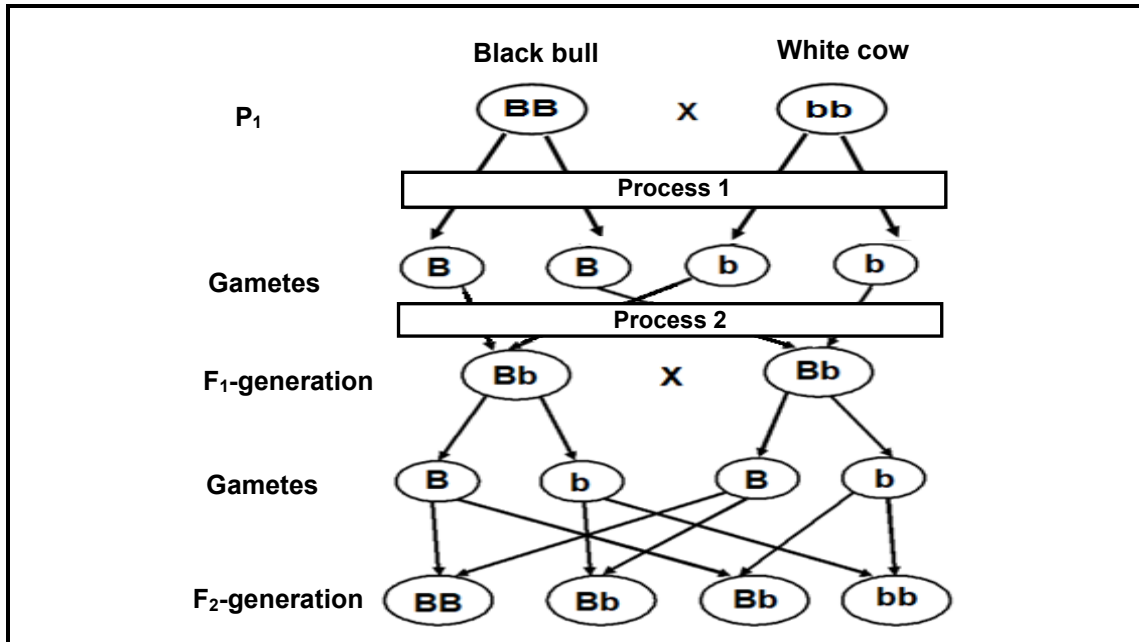 Black bull White cow
P₁ BB X bb
Process 1
Gametes B B b b
Process 2
F₁-generation Bb X Bb
Gametes B b B b
F₂-generation BB Bb Bb bb